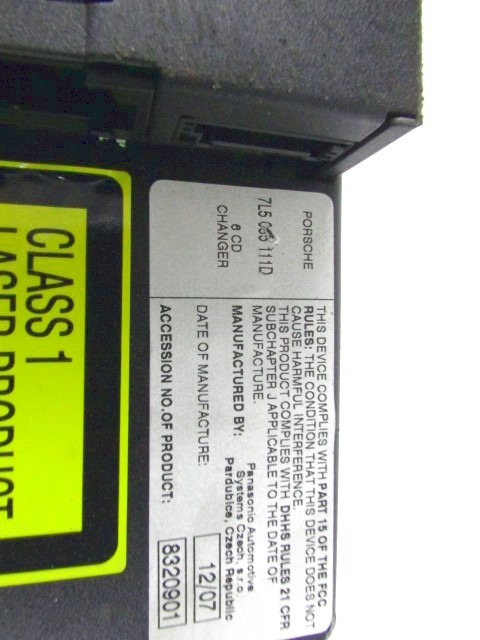 PORSCHE
7L5 035 111D
6 CD
CHANGER
THIS DEVICE COMPLIES WITH PART 15 OF THE FCC
RULES: THE CONDITION THAT THIS DEVICE DOES NOT
CAUSE HARMFUL INTERFERENCE.
THIS PRODUCT COMPLIES WITH DHHS RULES 21 CFR
SUBCHAPTER J APPLICABLE TO THE DATE OF
MANUFACTURE.
MANUFACTURED BY: Panasonic Automotive
Systems Czech, s.r.o.
Pardubice, Czech Republic
DATE OF MANUFACTURE: 12/07
ACCESSION NO.OF PRODUCT: 8320901
CLASS 1
LASER PRODUCT